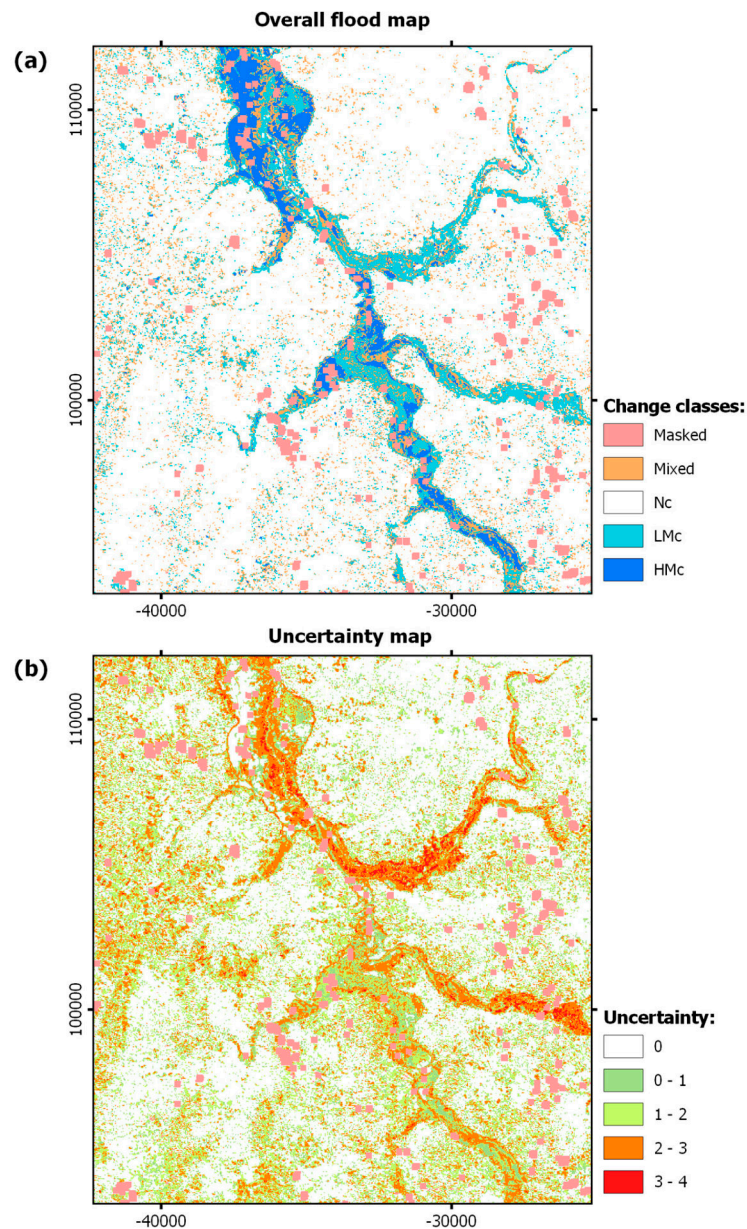 Overall flood map
(a)
110000
100000
-40000
-30000
Change classes:
Masked
Mixed
Nc
LMc
HMc
Uncertainty map
(b)
110000
100000
-40000
-30000
Uncertainty:
0
0 - 1
1 - 2
2 - 3
3 - 4